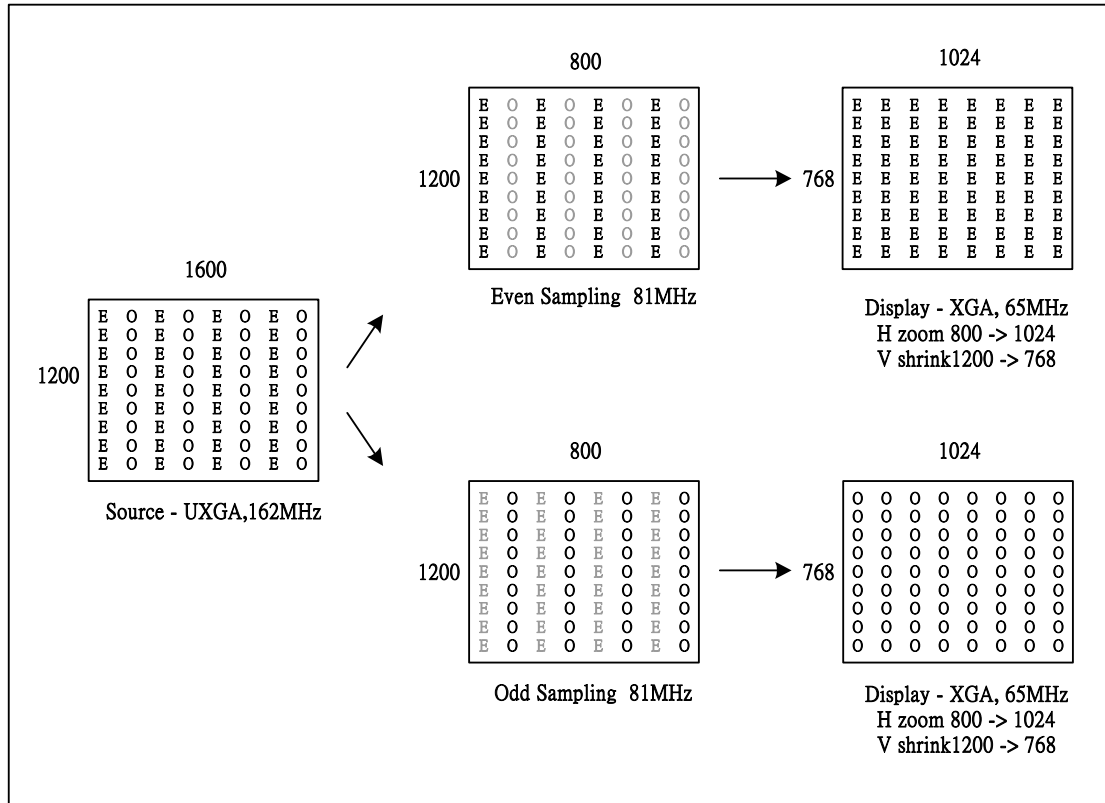 800
1024
E O E O E O E O
E O E O E O E O
E O E O E O E O
E O E O E O E O
E O E O E O E O
E O E O E O E O
E O E O E O E O
E O E O E O E O
E O E O E O E O
1200
Even Sampling 81MHz
E E E E E E E E
E E E E E E E E
E E E E E E E E
E E E E E E E E
E E E E E E E E
E E E E E E E E
E E E E E E E E
E E E E E E E E
E E E E E E E E
768
Display - XGA, 65MHz
H zoom 800 -> 1024
V shrink1200 -> 768
1600
E O E O E O E O
E O E O E O E O
E O E O E O E O
E O E O E O E O
E O E O E O E O
E O E O E O E O
E O E O E O E O
E O E O E O E O
E O E O E O E O
1200
Source - UXGA,162MHz
800
1024
E O E O E O E O
E O E O E O E O
E O E O E O E O
E O E O E O E O
E O E O E O E O
E O E O E O E O
E O E O E O E O
E O E O E O E O
E O E O E O E O
1200
Odd Sampling 81MHz
O O O O O O O O
O O O O O O O O
O O O O O O O O
O O O O O O O O
O O O O O O O O
O O O O O O O O
O O O O O O O O
O O O O O O O O
O O O O O O O O
768
Display - XGA, 65MHz
H zoom 800 -> 1024
V shrink1200 -> 768